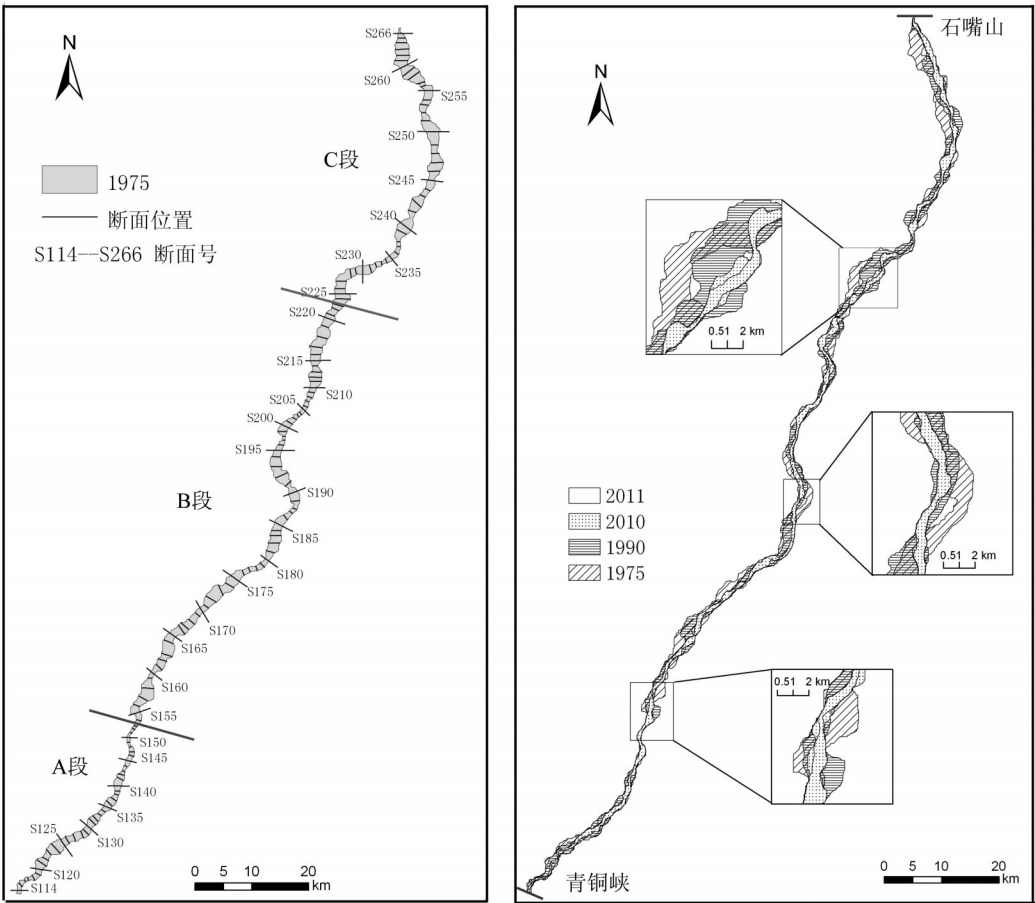 N
S266
S260
S255
S250
C段
S245
1975
断面位置
S114--S266 断面号
S240
S230
S235
S225
S220
S215
S210
S205
S200
S195
S190
B段
S185
S180
S175
S170
S165
S160
S155
S150
S145
A段
S140
S135
S125
S130
S120
S114
0 10 20
km
石嘴山
N
0.51 2 km
2011
2010
1990
1975
0.51 2 km
0.51 2 km
青铜峡
0 10 20
km